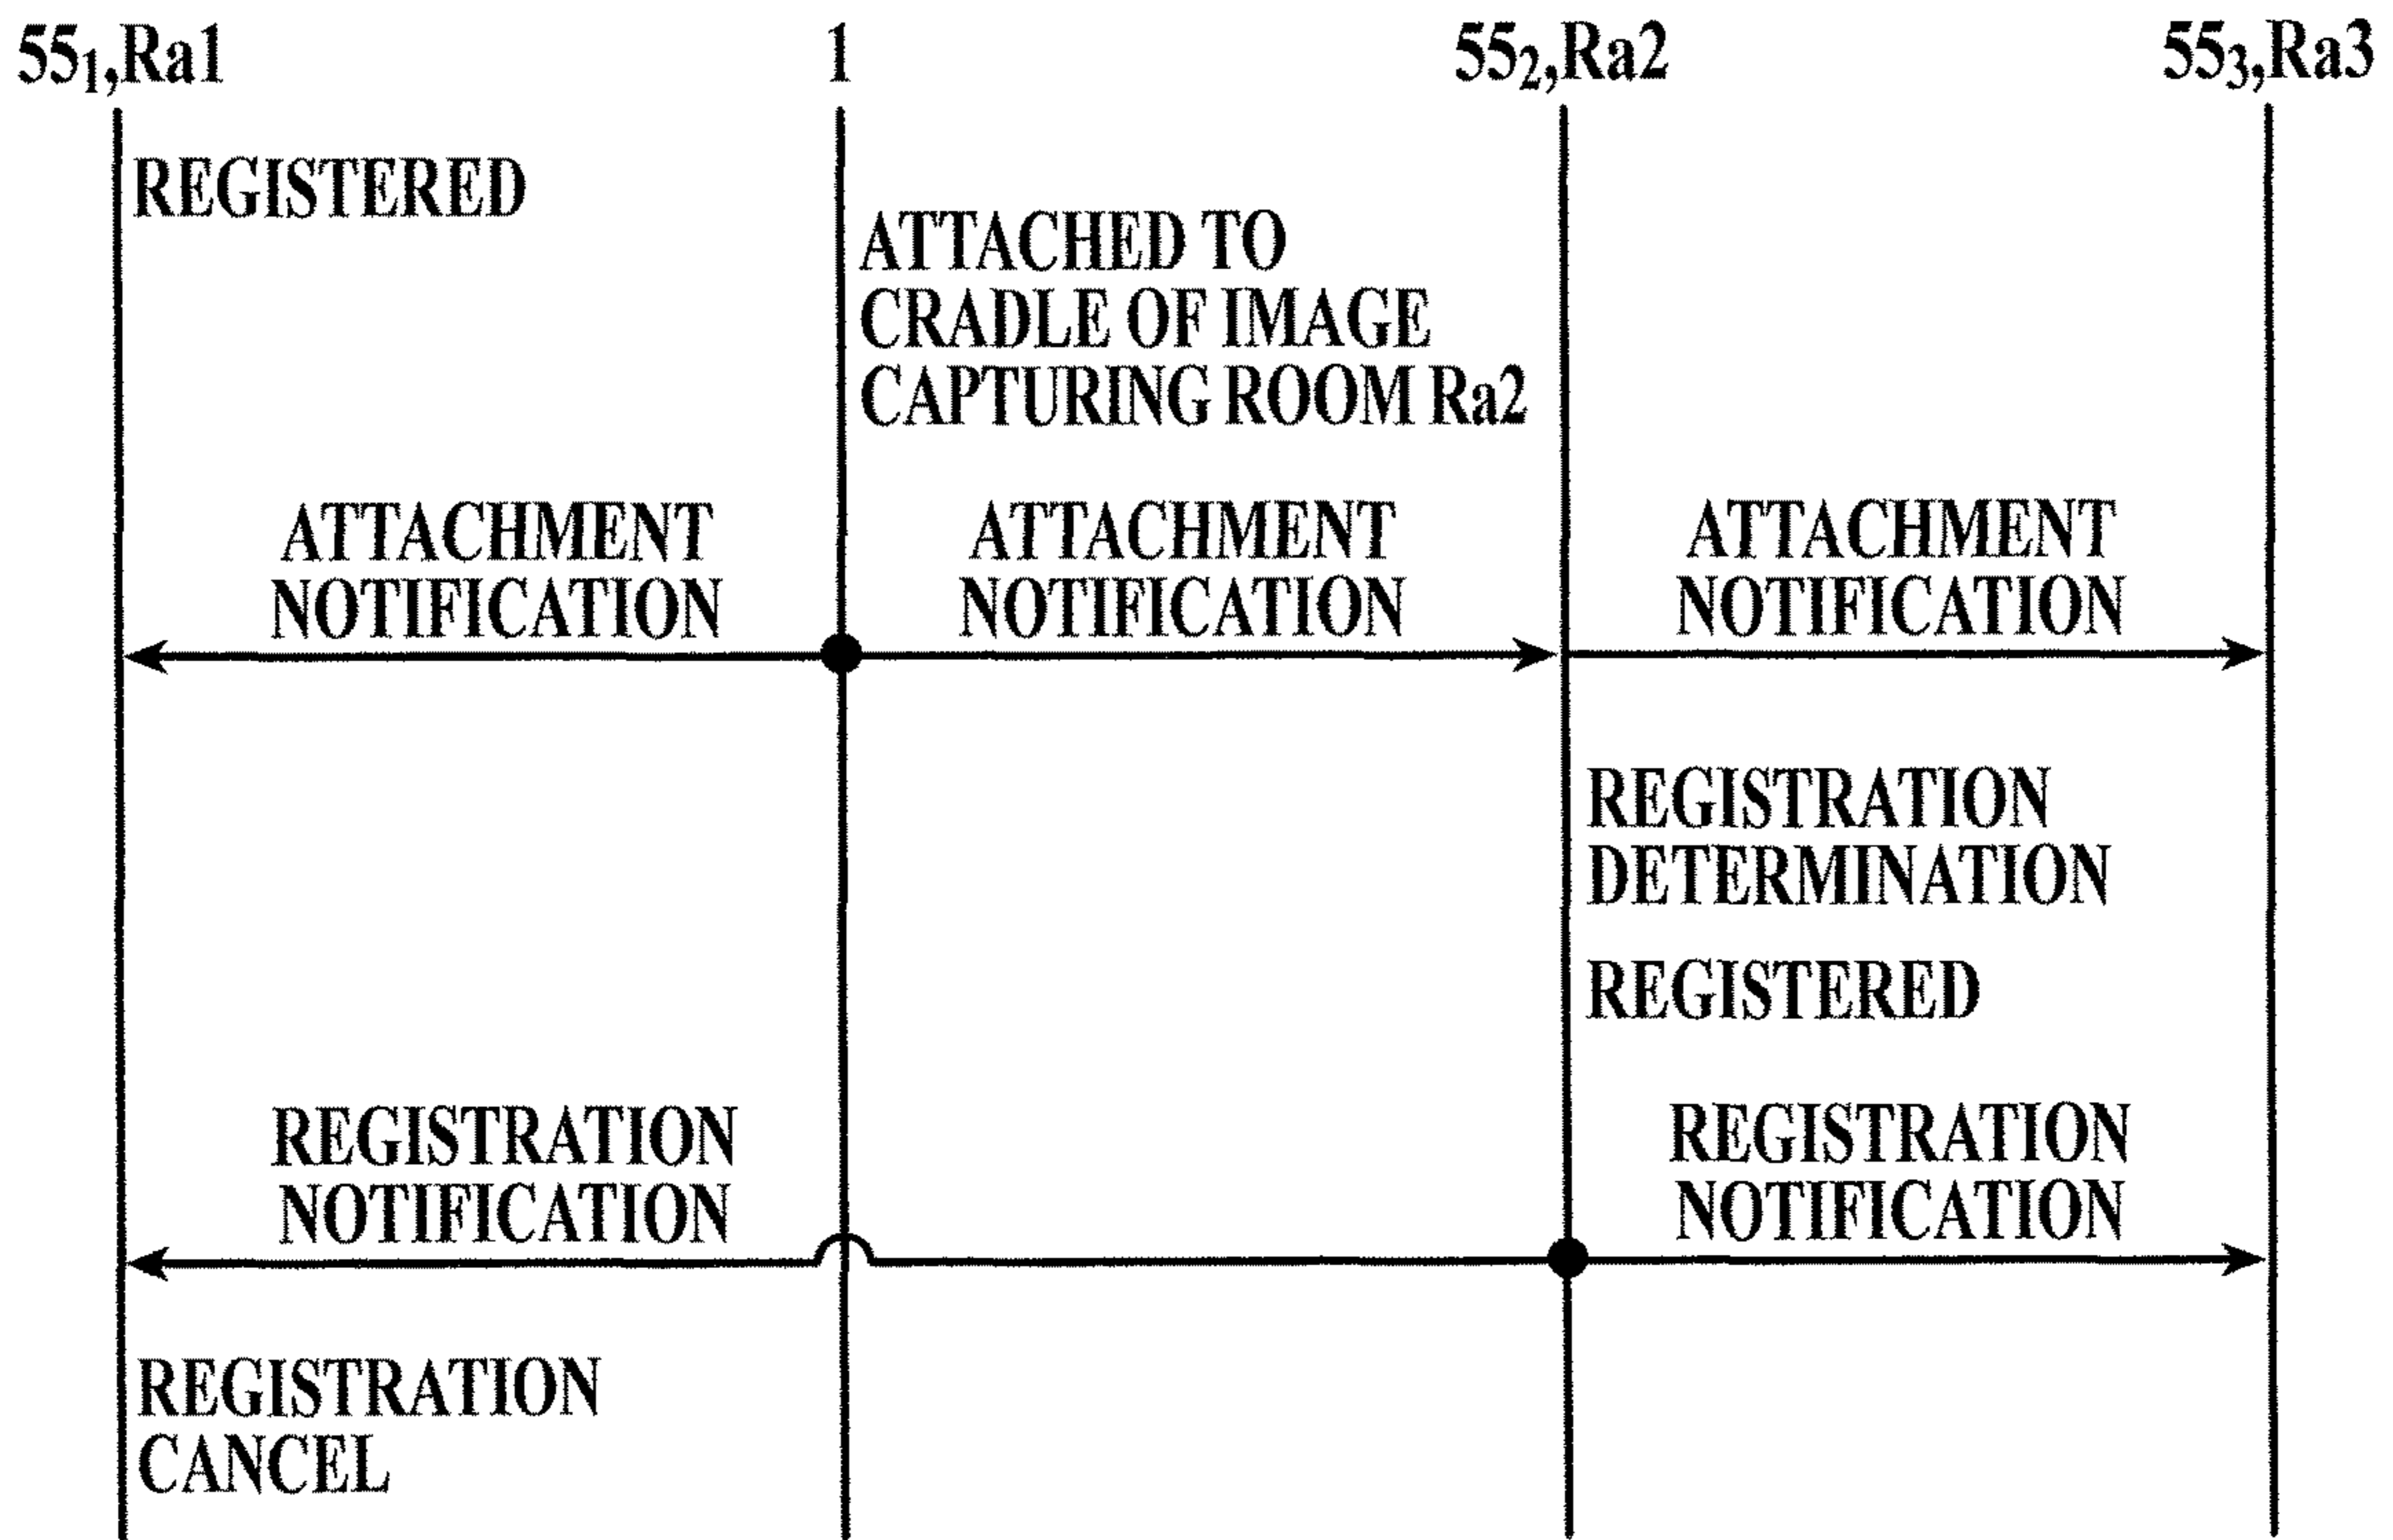 55₁,Ra1
1
55₂,Ra2
55₃,Ra3
REGISTERED
ATTACHED TO
CRADLE OF IMAGE
CAPTURING ROOM Ra2
ATTACHMENT
NOTIFICATION
ATTACHMENT
NOTIFICATION
ATTACHMENT
NOTIFICATION
REGISTRATION
DETERMINATION
REGISTERED
REGISTRATION
NOTIFICATION
REGISTRATION
NOTIFICATION
REGISTRATION
CANCEL